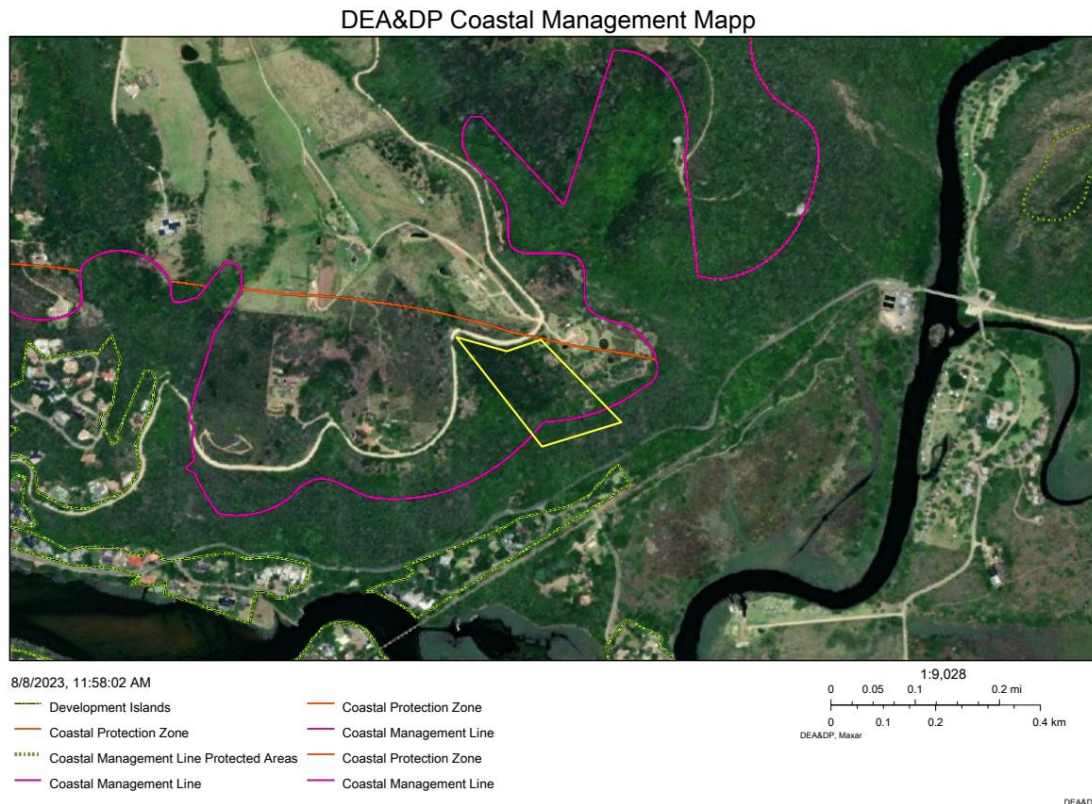 DEA&DP Coastal Management Mapp
8/8/2023, 11:58:02 AM
Development Islands
Coastal Protection Zone
Coastal Management Line Protected Areas
Coastal Management Line
Coastal Protection Zone
Coastal Management Line
Coastal Protection Zone
Coastal Management Line
1:9,028
0 0.05 0.1 0.2 mi
0 0.1 0.2 0.4 km
DEA&DP, Maxar
DEA&D